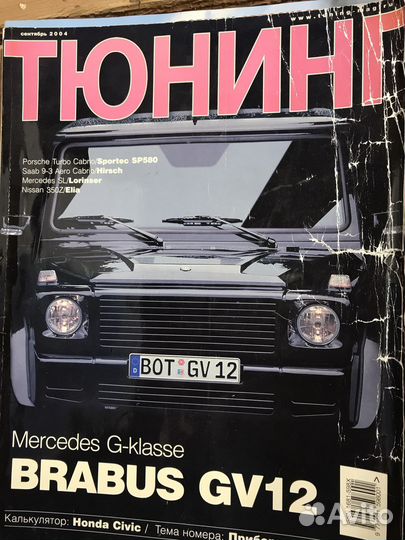 сентябрь 2004
ТЮНИНГ
Porsche Turbo Cabrio/Sportec SP580
Saab 9-3 Aero Cabrio/Hirsch
Mercedes SL/Lorinser
Nissan 350Z/Elia
D
BOT GV 12
Mercedes G-klasse
BRABUS GV12
Калькулятор: Honda Civic / Тема номера:
Avito